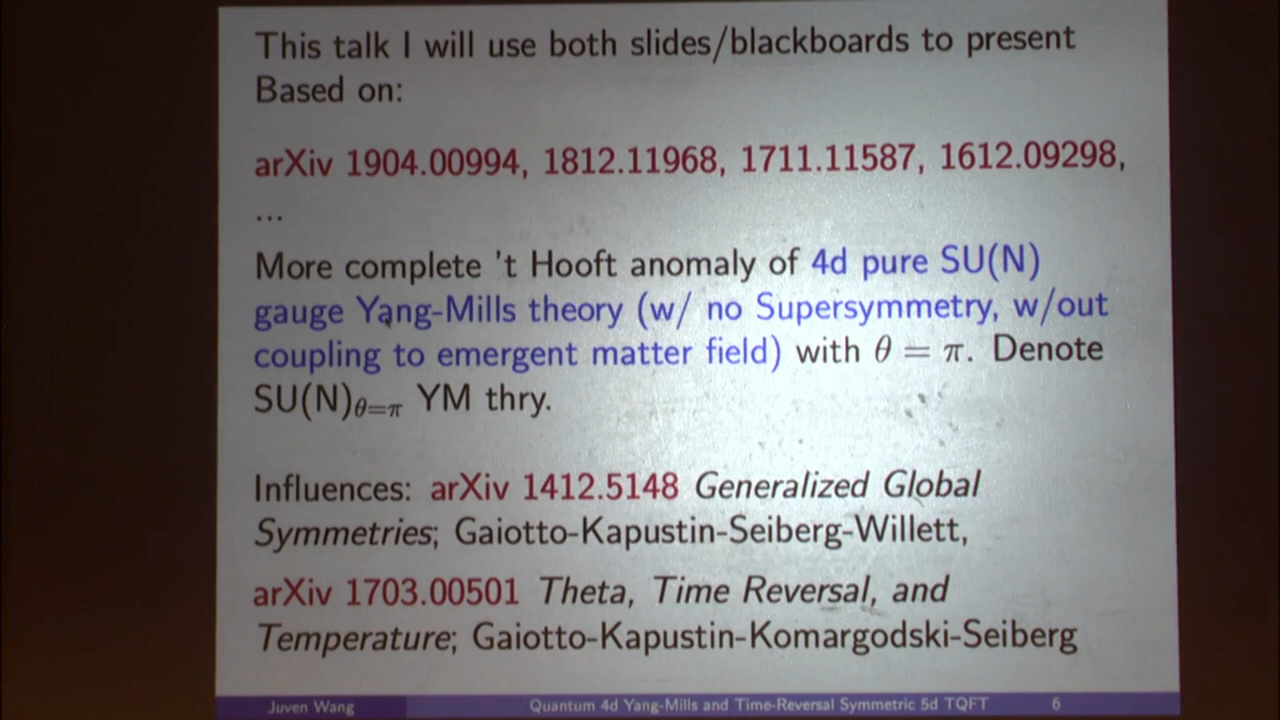 This talk I will use both slides/blackboards to present
Based on:
arXiv 1904.00994, 1812.11968, 1711.11587, 1612.09298,
...
More complete 't Hooft anomaly of 4d pure SU(N)
gauge Yang-Mills theory (w/ no Supersymmetry, w/out
coupling to emergent matter field) with θ = π. Denote
SU(N)θ=π YM thry.
Influences: arXiv 1412.5148 Generalized Global
Symmetries; Gaiotto-Kapustin-Seiberg-Willett,
arXiv 1703.00501 Theta, Time Reversal, and
Temperature; Gaiotto-Kapustin-Komargodski-Seiberg
Juven Wang Quantum 4d Yang-Mills and Time-Reversal Symmetric 5d TQFT 6